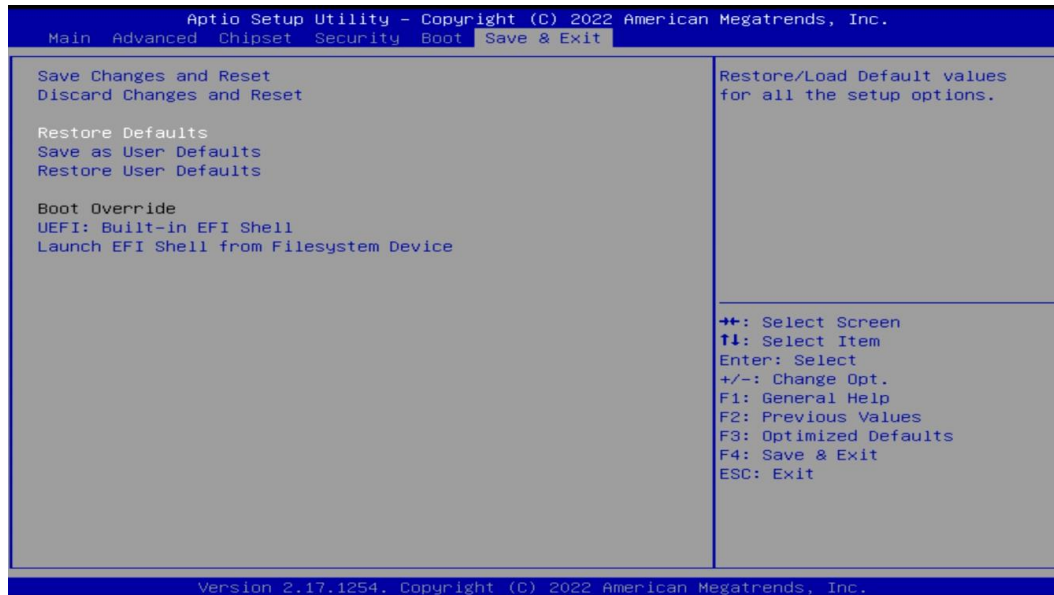 Aptio Setup Utility – Copyright (C) 2022 American Megatrends, Inc.
Main Advanced Chipset Security Boot Save & Exit
Save Changes and Reset
Discard Changes and Reset
Restore Defaults
Save as User Defaults
Restore User Defaults
Boot Override
UEFI: Built-in EFI Shell
Launch EFI Shell from Filesystem Device
Restore/Load Default values
for all the setup options.
→←: Select Screen
↑↓: Select Item
Enter: Select
+/-: Change Opt.
F1: General Help
F2: Previous Values
F3: Optimized Defaults
F4: Save & Exit
ESC: Exit
Version 2.17.1254. Copyright (C) 2022 American Megatrends, Inc.